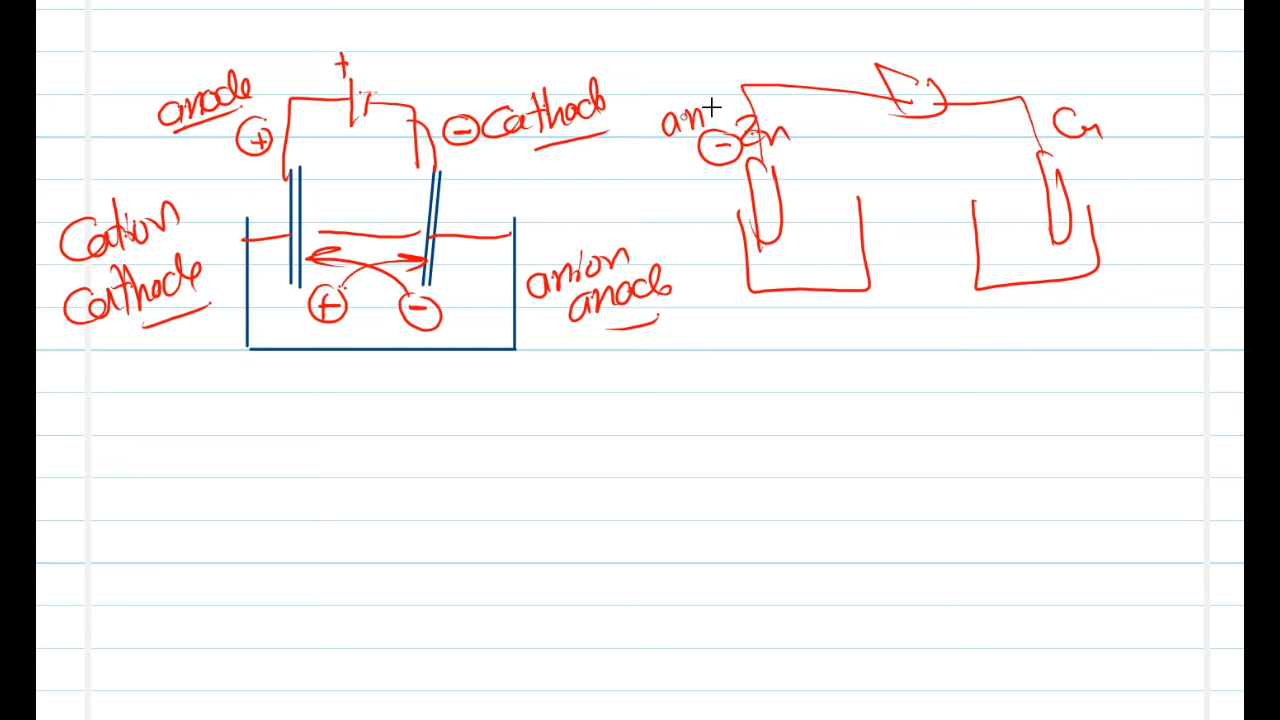 +
anode
+
- Cathode
Cation
Cathode
+
-
anion
anode
an
- Zn
Cu